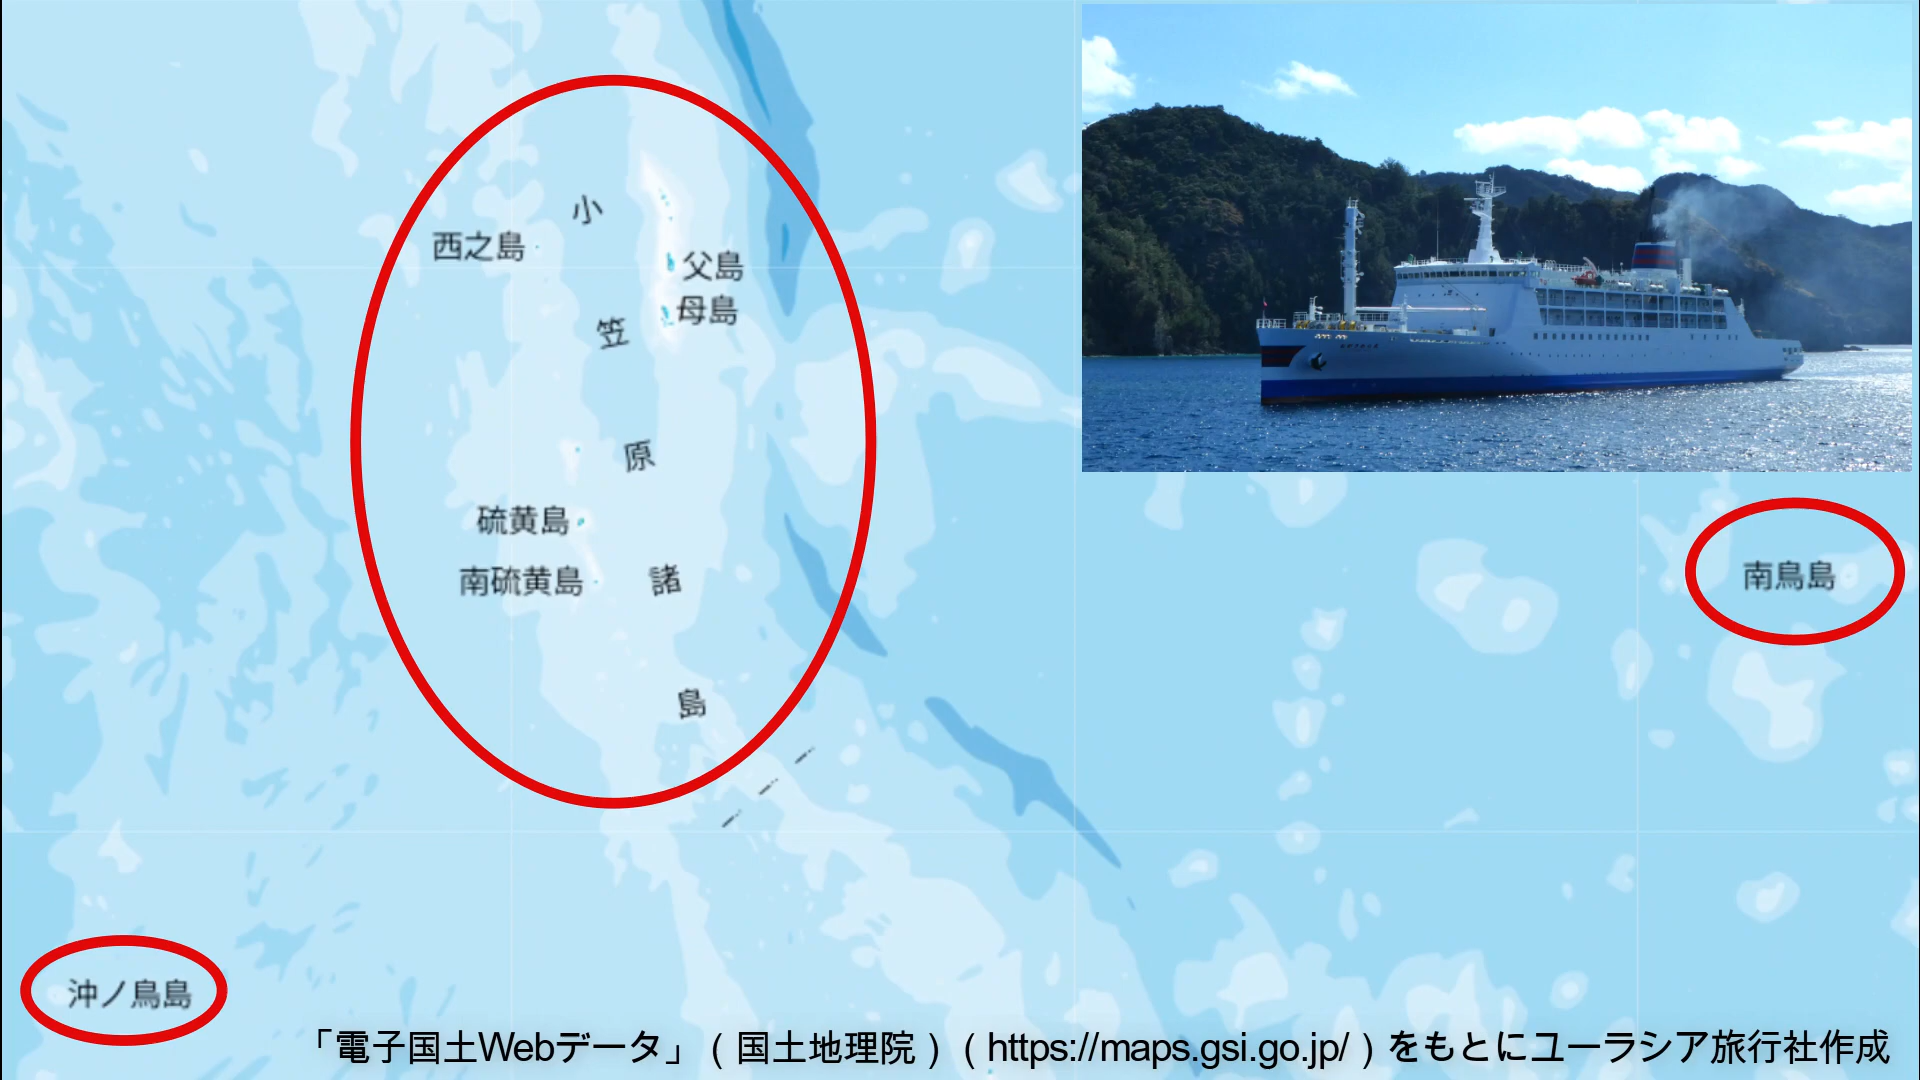 小笠原諸島
西之島
父島
母島
硫黄島
南硫黄島
南鳥島
沖ノ鳥島
「電子国土Webデータ」(国土地理院)(https://maps.gsi.go.jp/)をもとにユーラシア旅行社作成